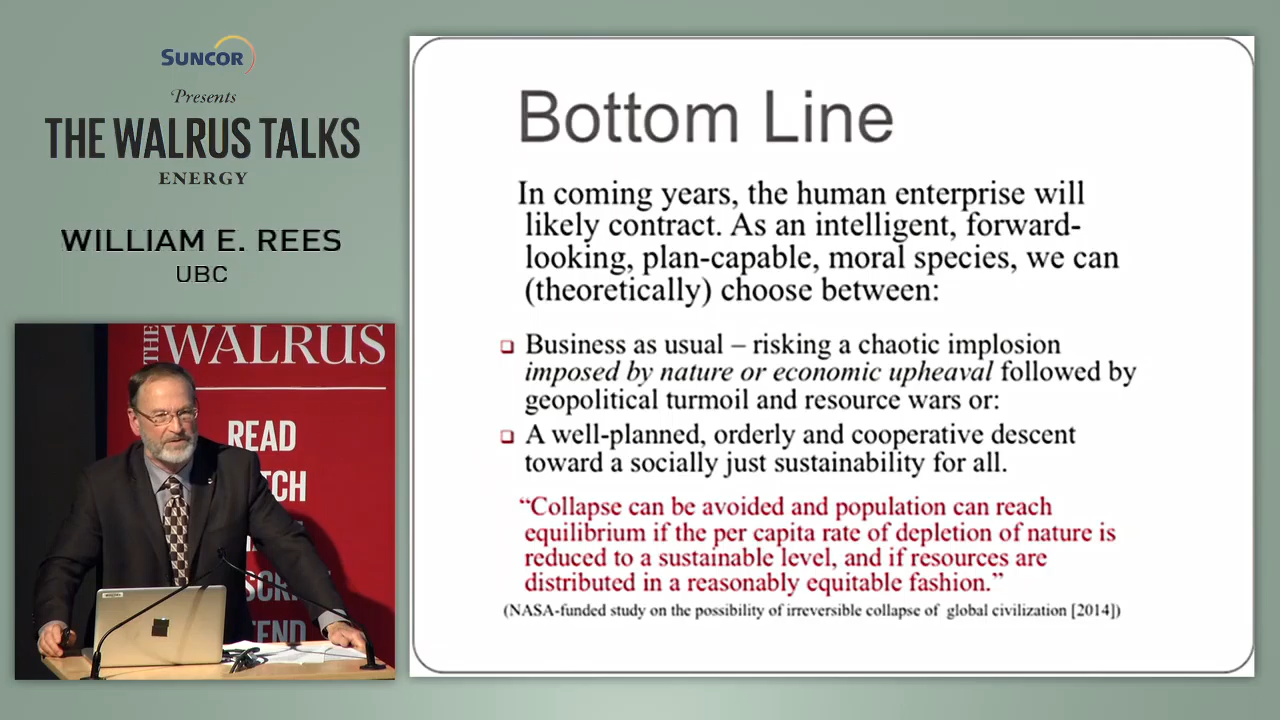 SUNCOR
Presents
THE WALRUS TALKS
ENERGY
WILLIAM E. REES
UBC
THE WALRUS
READ
Bottom Line
In coming years, the human enterprise will
likely contract. As an intelligent, forward-
looking, plan-capable, moral species, we can
(theoretically) choose between:
Business as usual – risking a chaotic implosion
imposed by nature or economic upheaval followed by
geopolitical turmoil and resource wars or:
A well-planned, orderly and cooperative descent
toward a socially just sustainability for all.
“Collapse can be avoided and population can reach
equilibrium if the per capita rate of depletion of nature is
reduced to a sustainable level, and if resources are
distributed in a reasonably equitable fashion.”
(NASA-funded study on the possibility of irreversible collapse of global civilization [2014])